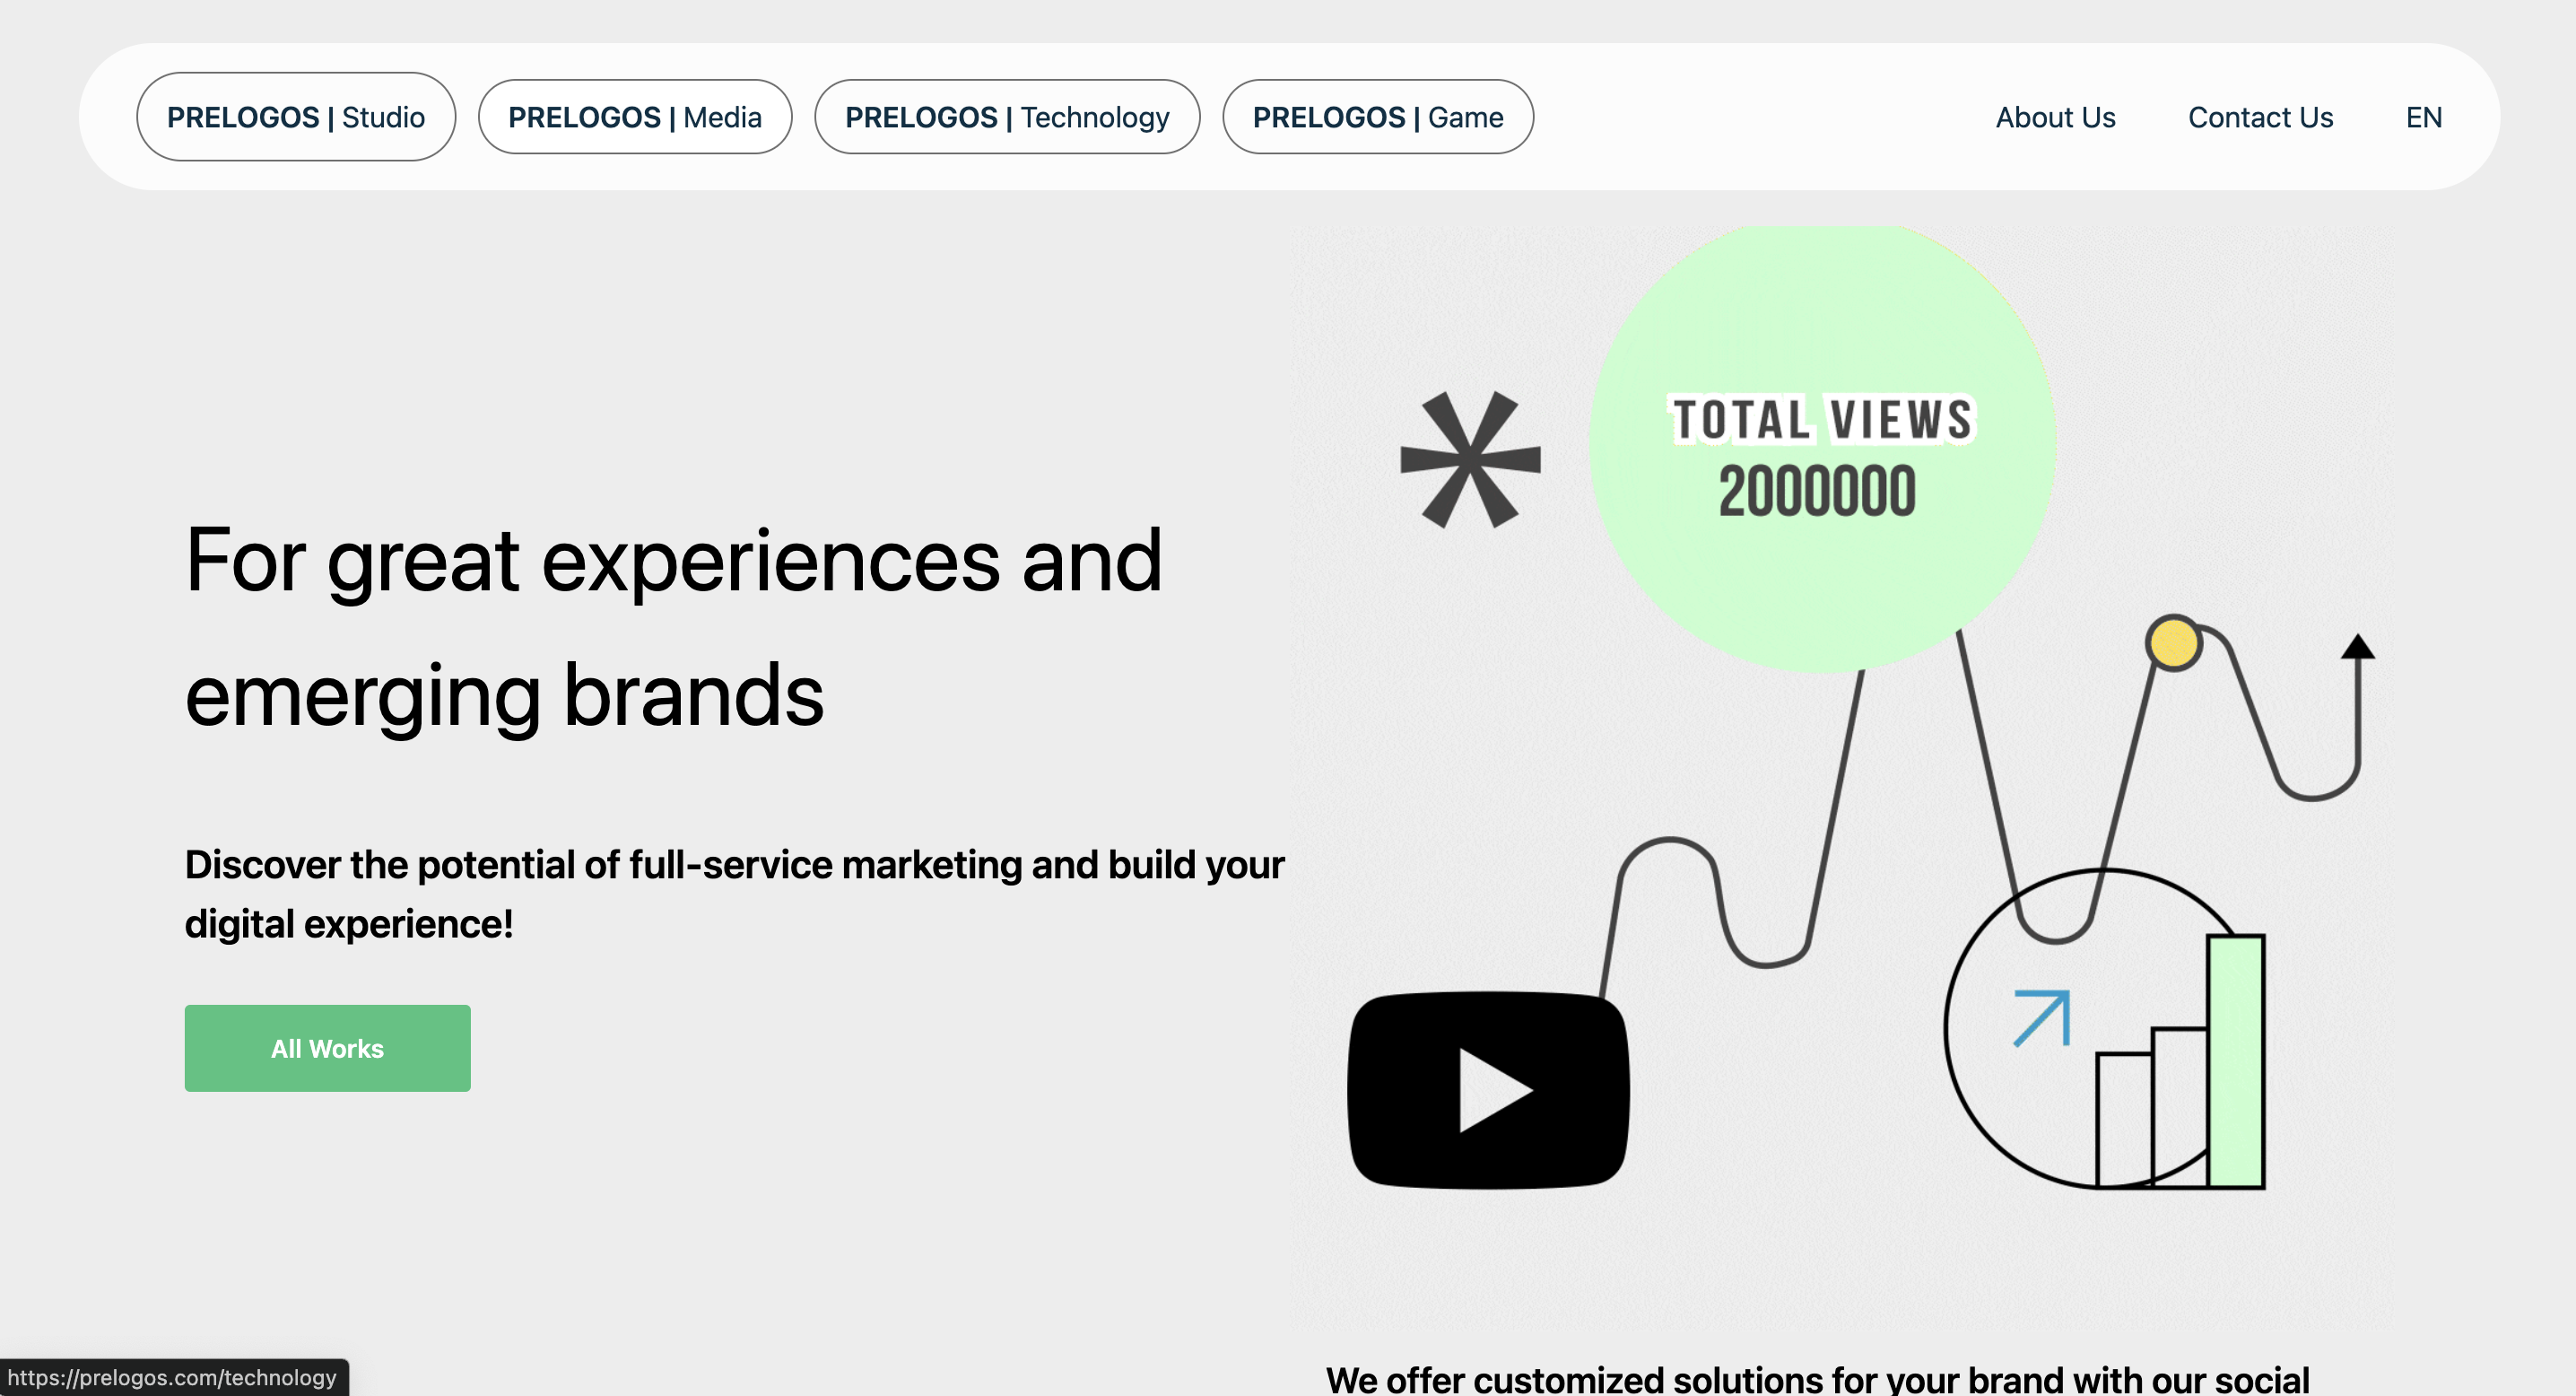 PRELOGOS | Studio
PRELOGOS | Media
PRELOGOS | Technology
PRELOGOS | Game
About Us
Contact Us
EN
TOTAL VIEWS
2000000
For great experiences and
emerging brands
Discover the potential of full-service marketing and build your
digital experience!
All Works
We offer customized solutions for your brand with our social
https://prelogos.com/technology